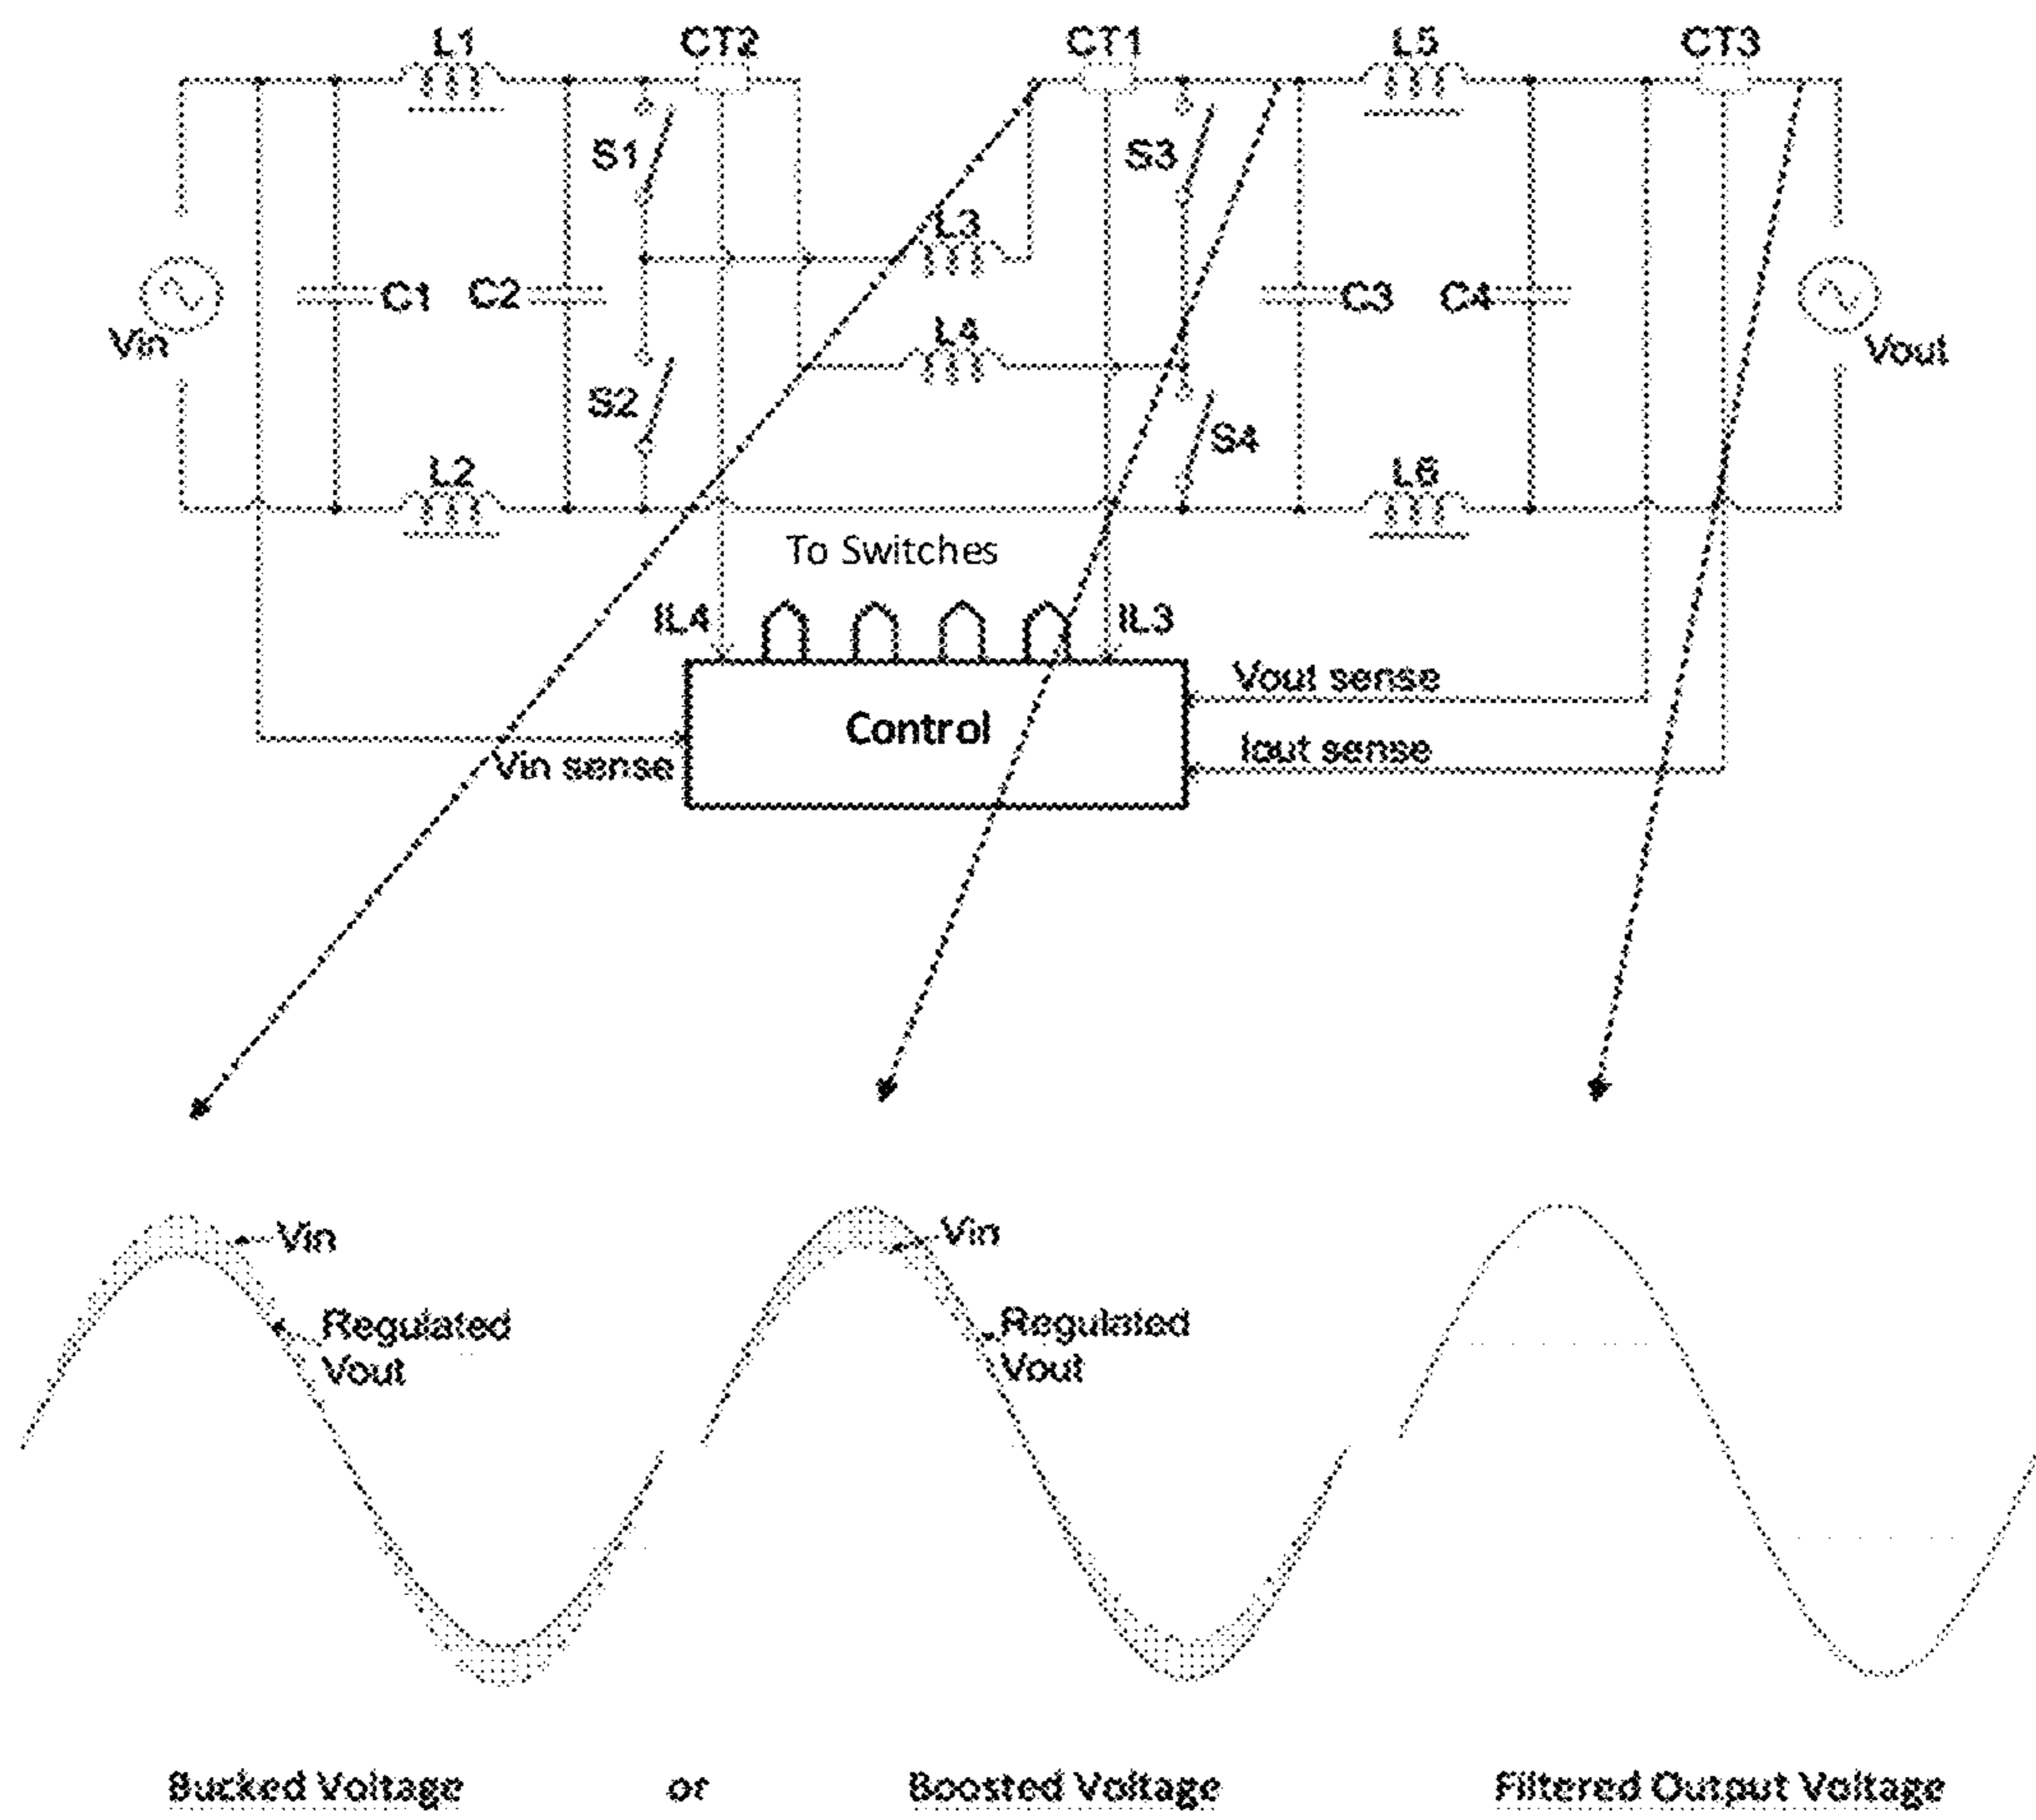 L1
CT2
CT1
L5
CT3
S1
S3
L3
C1
C2
C3
C4
Vin
L4
Vout
S2
S4
L2
L6
To Switches
IL4
IL3
Vout sense
Control
Iout sense
Vin sense
Vin
Regulated
Vout
Vin
Regulated
Vout
Bucked Voltage
or
Boosted Voltage
Filtered Output Voltage